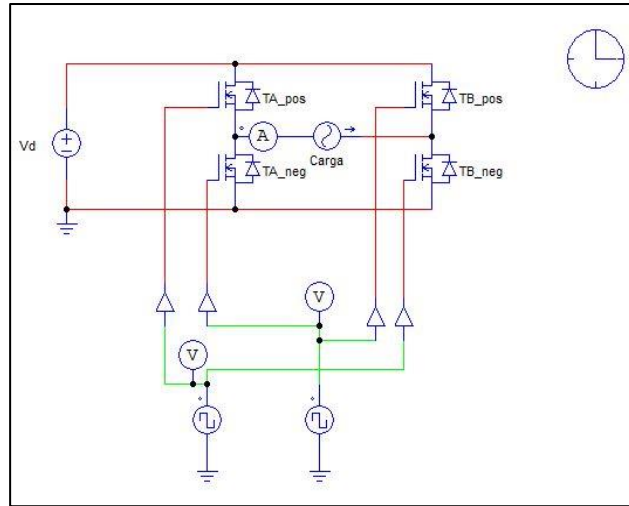 TA_pos
TB_pos
Vd
A
Carga
TA_neg
TB_neg
V
V